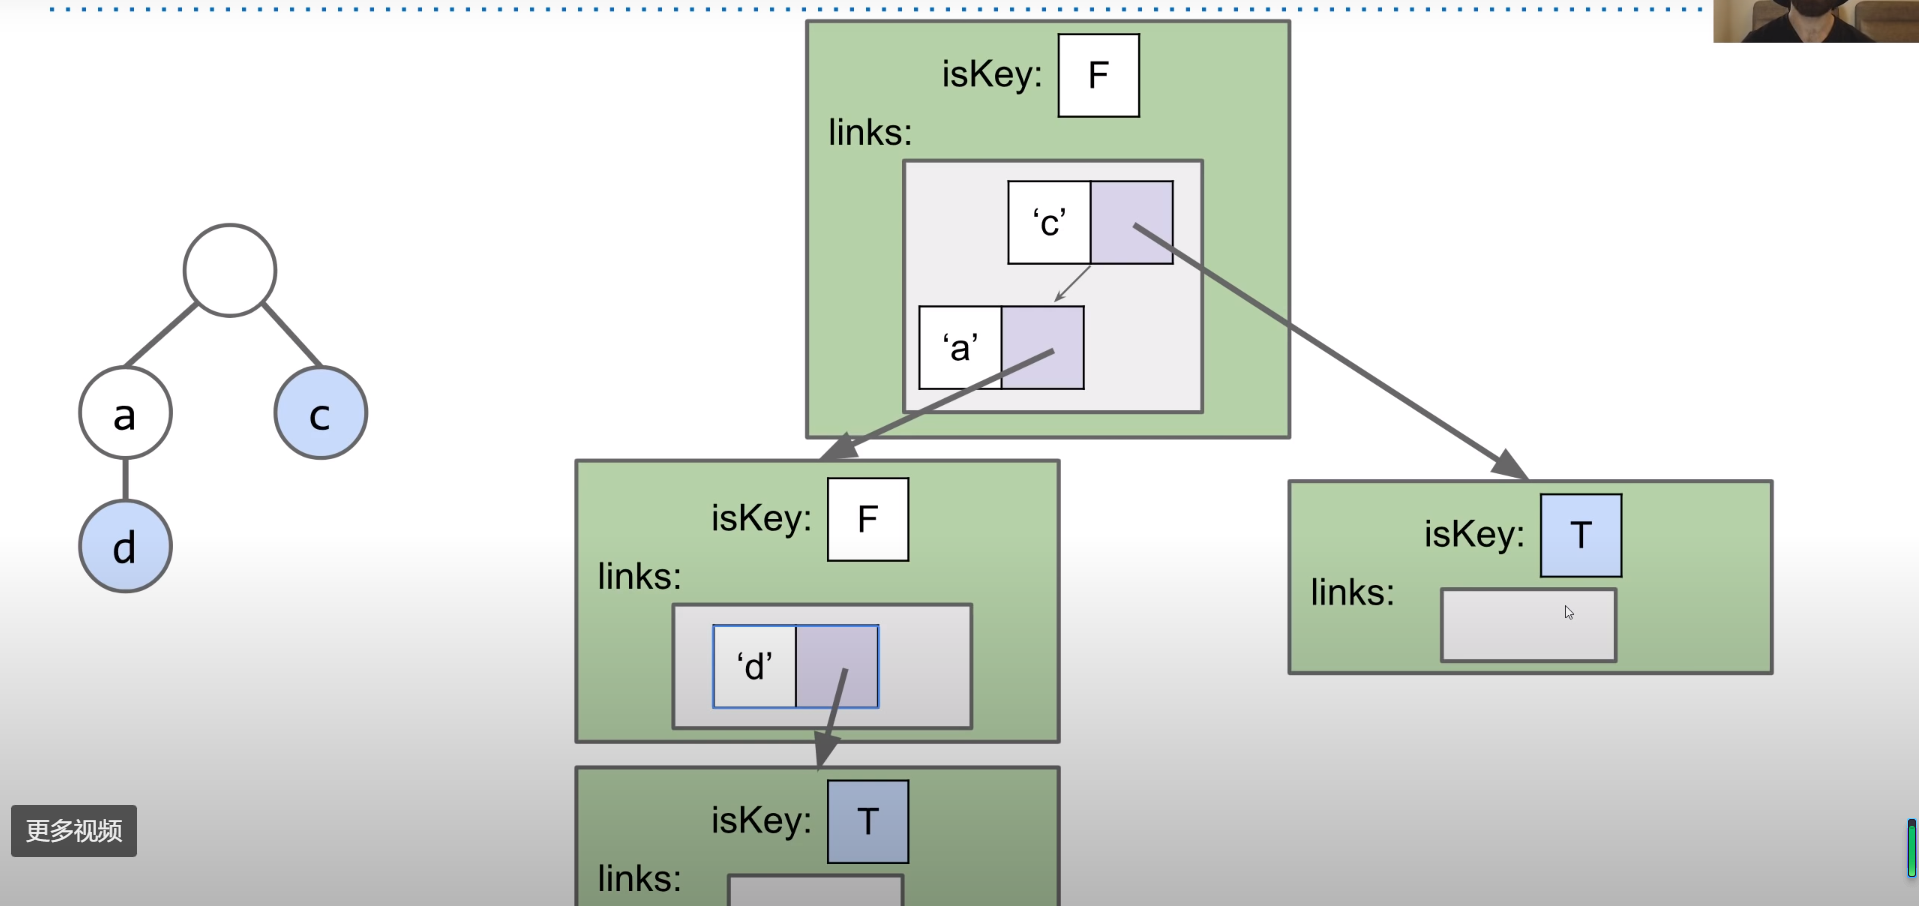 isKey: F
links:
‘c’
‘a’
a
c
d
isKey: F
links:
‘d’
isKey: T
links:
isKey: T
links:
更多视频